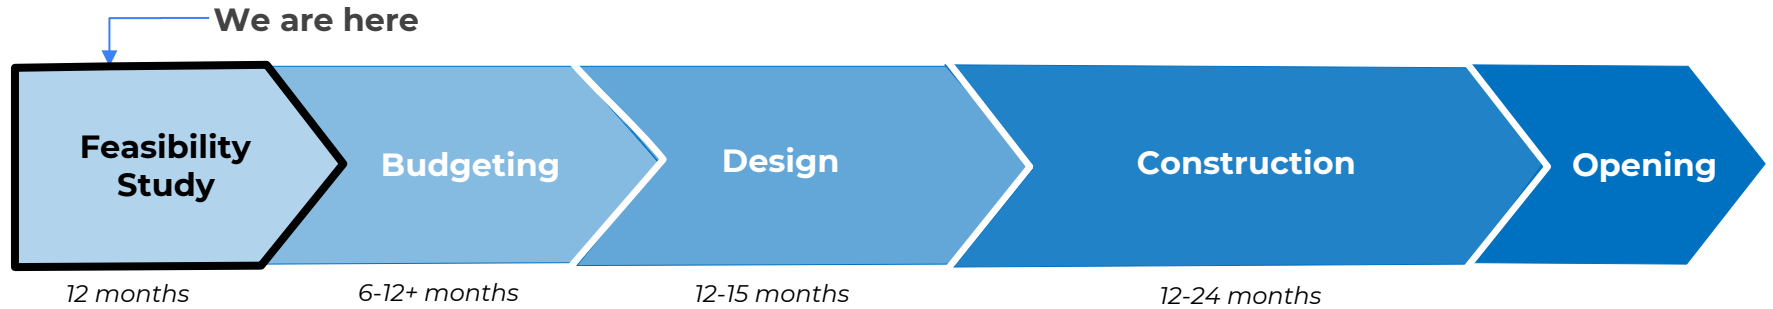 We are here
Feasibility
Study
Budgeting
Design
Construction
Opening
12 months
6-12+ months
12-15 months
12-24 months